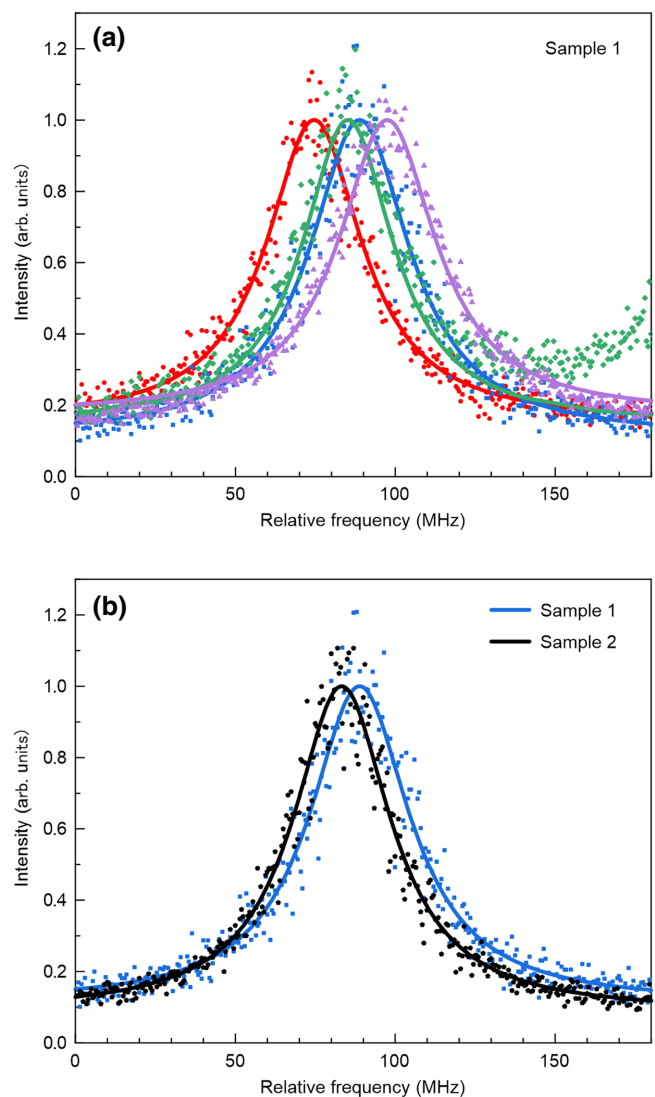 (a)
Sample 1
1.2
1.0
0.8
0.6
0.4
0.2
0.0
Intensity (arb. units)
0 50 100 150
Relative frequency (MHz)
(b)
Sample 1
Sample 2
1.2
1.0
0.8
0.6
0.4
0.2
0.0
Intensity (arb. units)
0 50 100 150
Relative frequency (MHz)